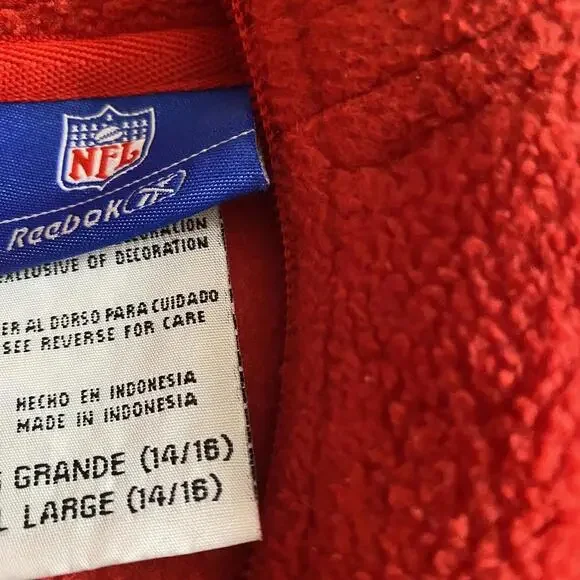 NFL
Reebok
EXCLUSIVE OF DECORATION
AL DORSO PARA CUIDADO
SEE REVERSE FOR CARE
HECHO EN INDONESIA
MADE IN INDONESIA
GRANDE (14/16)
L LARGE (14/16)